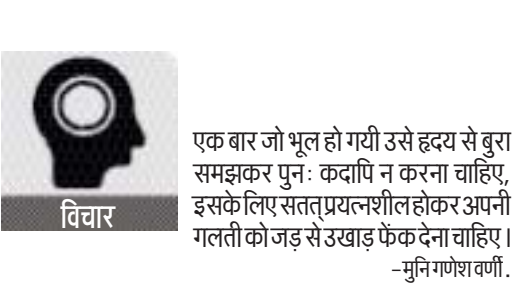 विचार
एक बार जो भूल हो गयी उसे हृदय से बुरा
समझकर पुनः कदापि न करना चाहिए,
इसके लिए सतत् प्रयत्नशील होकर अपनी
गलती को जड़ से उखाड़ फेंक देना चाहिए।
-मुनि गणेश वर्णी.